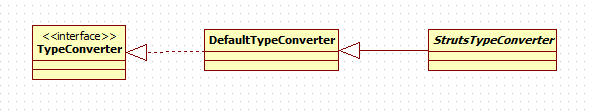 <<interface>>
TypeConverter
DefaultTypeConverter
StrutsTypeConverter